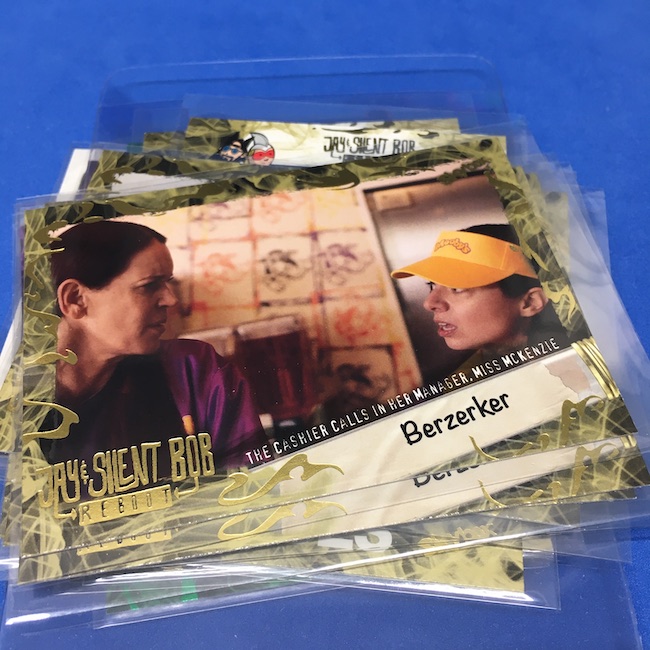 JAY & SILENT BOB
THE CASHIER CALLS IN HER MANAGER, MISS MCKENZIE
Berzerker
JAY & SILENT BOB
REBOOT